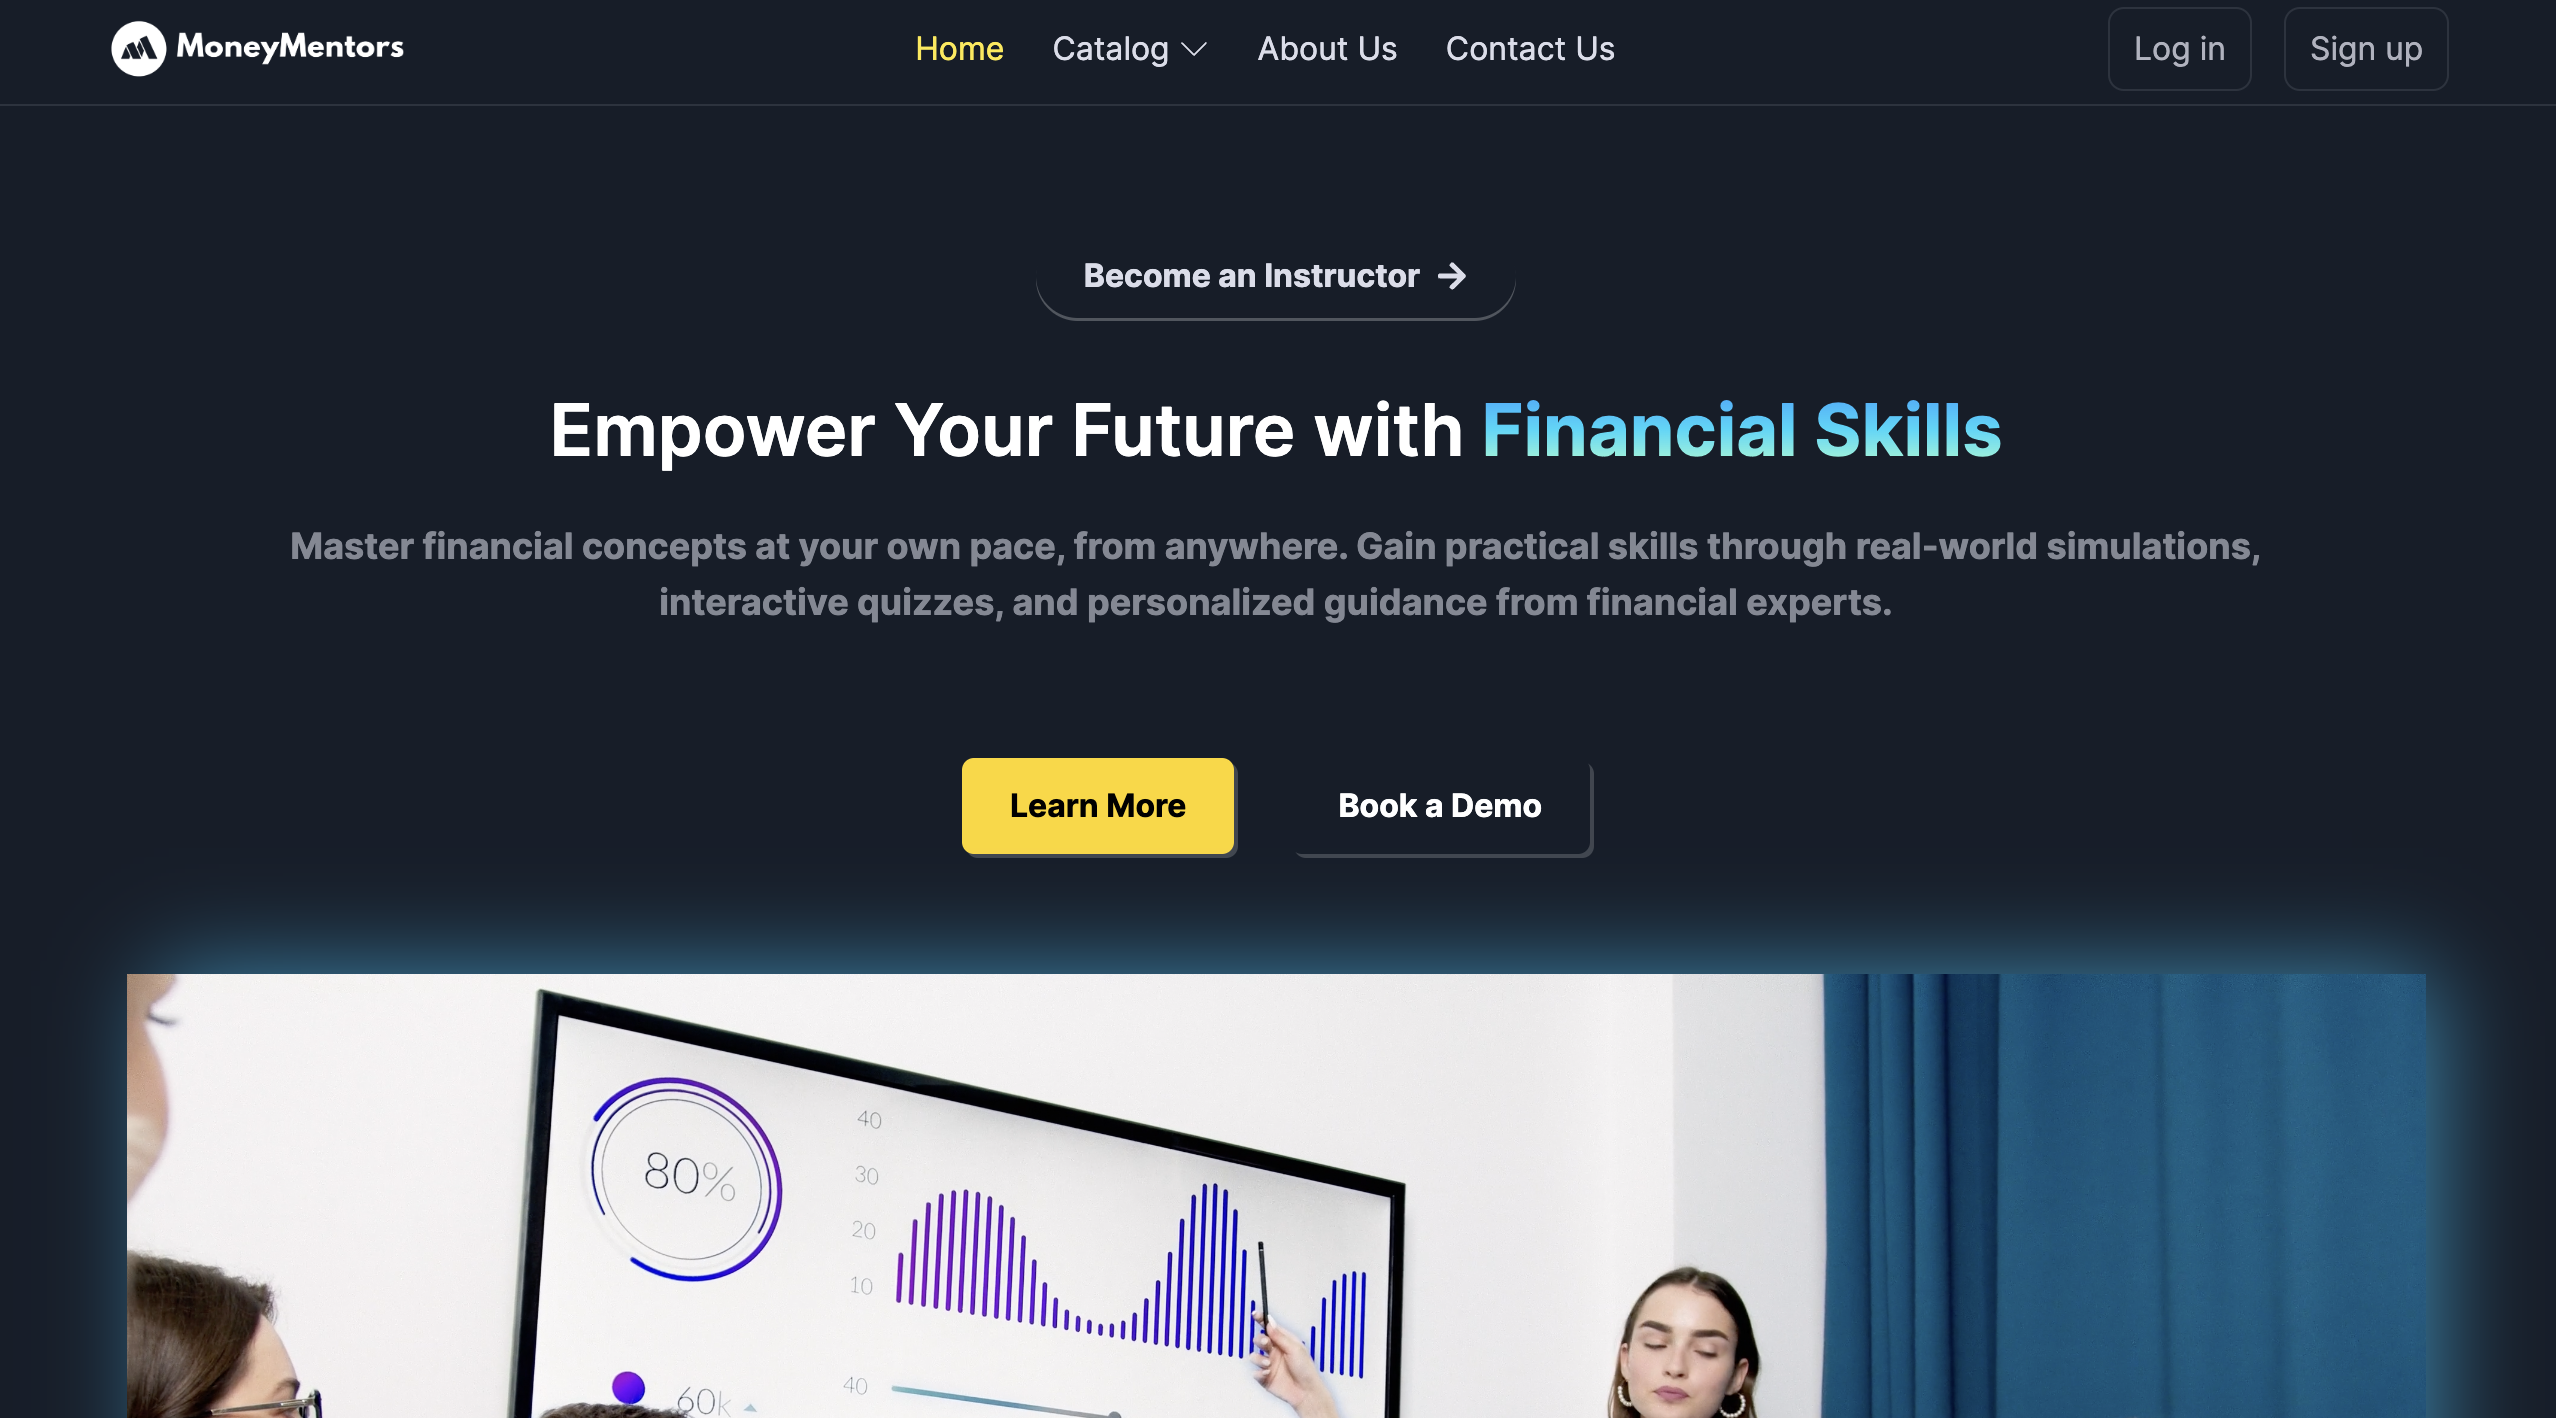 MoneyMentors
Home
Catalog
About Us
Contact Us
Log in
Sign up
Become an Instructor
Empower Your Future with Financial Skills
Master financial concepts at your own pace, from anywhere. Gain practical skills through real-world simulations,
interactive quizzes, and personalized guidance from financial experts.
Learn More
Book a Demo
80%
40
30
20
10
60k
40